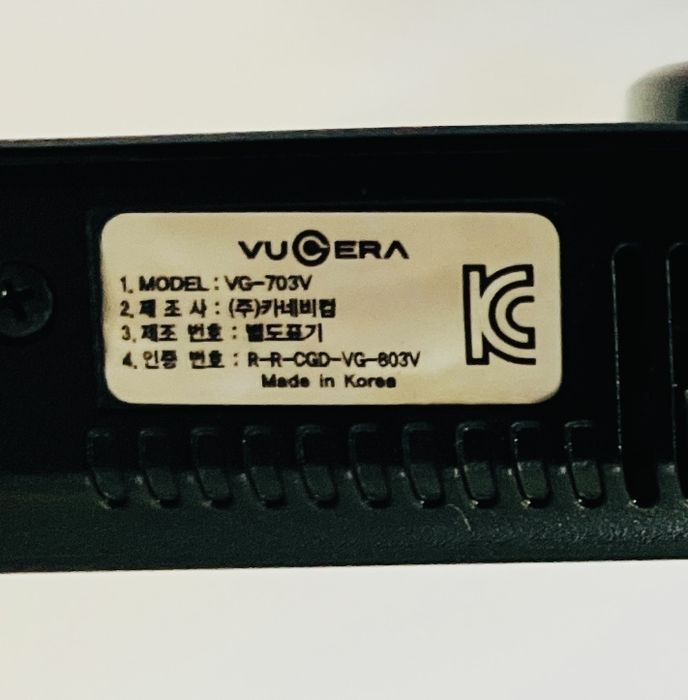 VUCERA
1. MODEL : VG-703V
2. 제 조 사 : (주)카네비컴
3. 제조 번호 : 별도표기
4. 인증 번호 : R-R-CGD-VG-803V
Made in Korea
KC